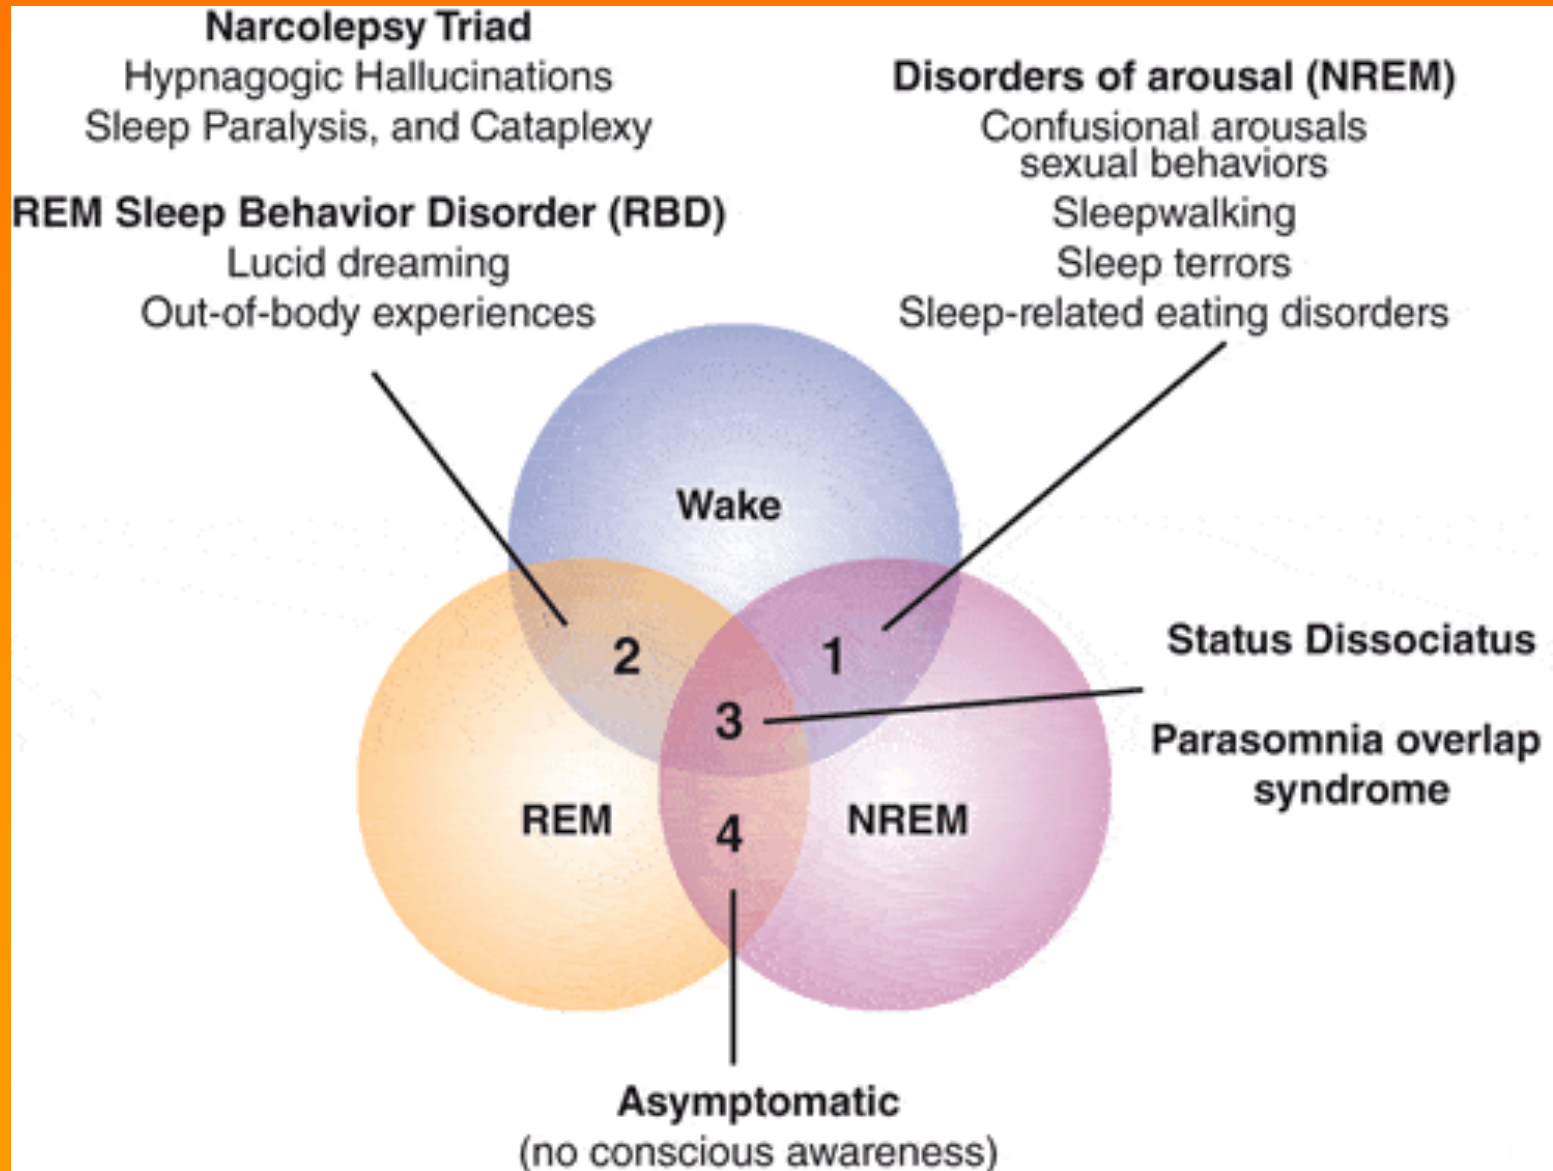 Narcolepsy Triad
Hypnagogic Hallucinations
Sleep Paralysis, and Cataplexy
REM Sleep Behavior Disorder (RBD)
Lucid dreaming
Out-of-body experiences
Disorders of arousal (NREM)
Confusional arousals
sexual behaviors
Sleepwalking
Sleep terrors
Sleep-related eating disorders
Wake
2
1
3
Status Dissociatus
Parasomnia overlap
syndrome
REM
4
NREM
Asymptomatic
(no conscious awareness)